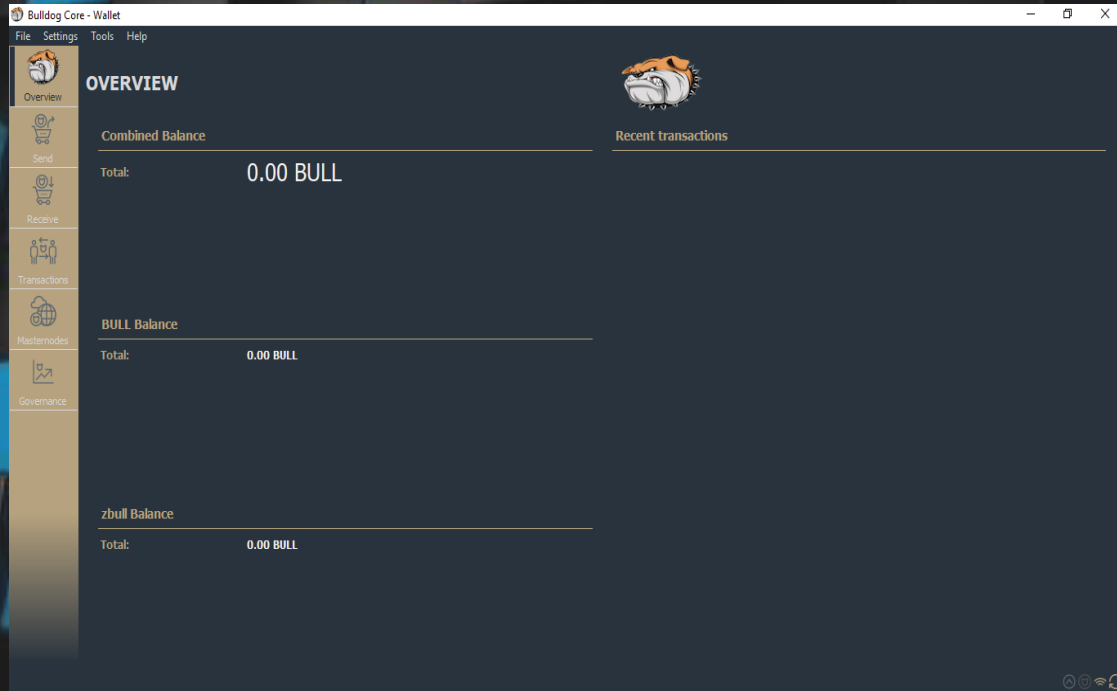 Bulldog Core - Wallet
File Settings Tools Help
Overview
Send
Receive
Transactions
Masternodes
Governance
OVERVIEW
Combined Balance
Total: 0.00 BULL
BULL Balance
Total: 0.00 BULL
zbull Balance
Total: 0.00 BULL
Recent transactions